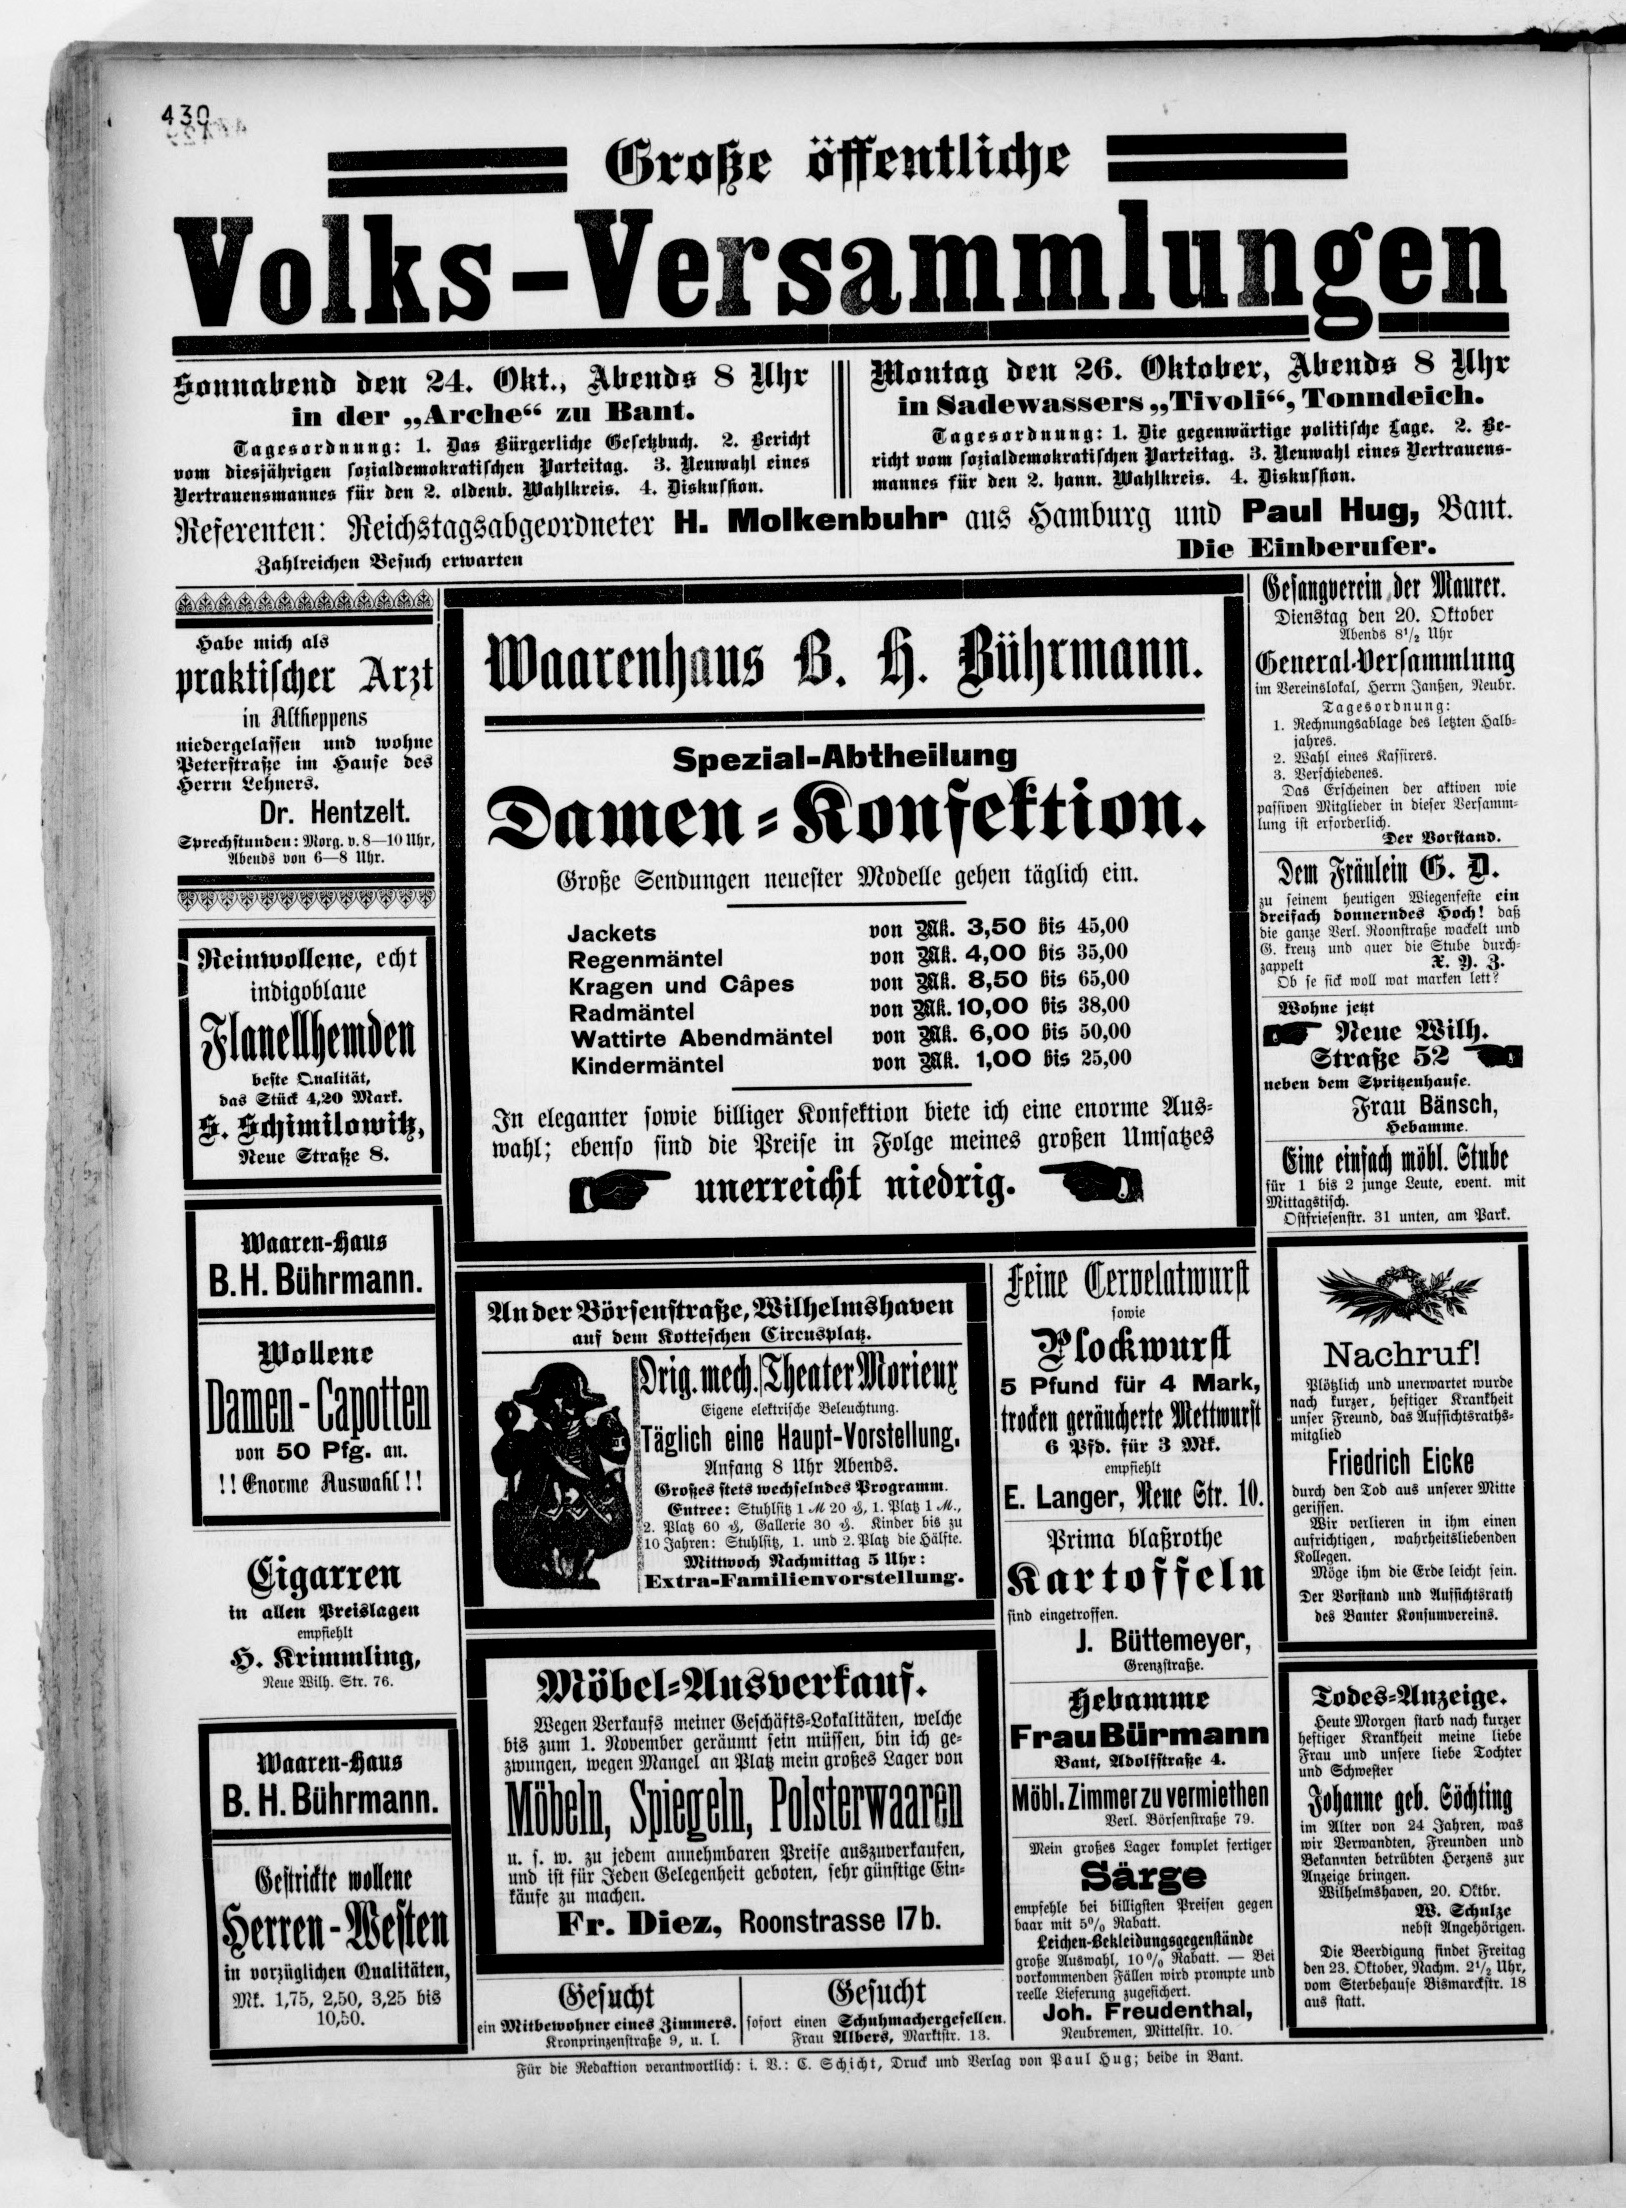 430
Große öffentliche
Volks-Versammlungen
Sonnabend den 24. Okt., Abends 8 Uhr
in der „Arche“ zu Bant.
Tagesordnung: 1. Das Bürgerliche Gesetzbuch. 2. Bericht
vom diesjährigen sozialdemokratischen Parteitag. 3. Neuwahl eines
Vertrauensmannes für den 2. oldenb. Wahlkreis. 4. Diskussion.
Montag den 26. Oktober, Abends 8 Uhr
in Sadewassers „Tivoli“, Tonndeich.
Tagesordnung: 1. Die gegenwärtige politische Lage. 2. Be-
richt vom sozialdemokratischen Parteitag. 3. Neuwahl eines Vertrauens-
mannes für den 2. hann. Wahlkreis. 4. Diskussion.
Referenten: Reichstagsabgeordneter H. Molkenbuhr aus Hamburg und Paul Hug, Bant.
Zahlreichen Besuch erwarten
Die Einberufer.
Habe mich als
praktischer Arzt
in Altheppens
niedergelassen und wohne
Peterstraße im Hause des
Herrn Lehners.
Dr. Hentzelt.
Sprechstunden: Morg. v. 8—10 Uhr,
Abends von 6—8 Uhr.
Reinwollene, echt
indigoblaue
Flanellhemden
beste Qualität,
das Stück 4,20 Mark.
S. Schimilowitz,
Neue Straße 8.
Waaren-Haus
B. H. Bührmann.
Wollene
Damen-Capotten
von 50 Pfg. an.
!! Enorme Auswahl !!
Cigarren
in allen Preislagen
empfiehlt
H. Krimmling,
Neue Wilh. Str. 76.
Waaren-Haus
B. H. Bührmann.
Gestrickte wollene
Herren-Westen
in vorzüglichen Qualitäten,
Mk. 1,75, 2,50, 3,25 bis
10,50.
Waarenhaus B. H. Bührmann.
Spezial-Abtheilung
Damen-Konfektion.
Große Sendungen neuester Modelle gehen täglich ein.
Jackets von Mk. 3,50 bis 45,00
Regenmäntel von Mk. 4,00 bis 35,00
Kragen und Câpes von Mk. 8,50 bis 65,00
Radmäntel von Mk. 10,00 bis 38,00
Wattirte Abendmäntel von Mk. 6,00 bis 50,00
Kindermäntel von Mk. 1,00 bis 25,00
In eleganter sowie billiger Konfektion biete ich eine enorme Aus-
wahl; ebenso sind die Preise in Folge meines großen Umsatzes
unerreicht niedrig.
An der Börsenstraße, Wilhelmshaven
auf dem Kotteschen Circusplatz.
Orig. mech. Theater Morieux
Eigene elektrische Beleuchtung.
Täglich eine Haupt-Vorstellung.
Anfang 8 Uhr Abends.
Großes stets wechselndes Programm.
Entree: Stuhlsitz 1 M 20 ₰, 1. Platz 1 M.,
2. Platz 60 ₰, Gallerie 30 ₰. Kinder bis zu
10 Jahren: Stuhlsitz, 1. und 2. Platz die Hälfte.
Mittwoch Nachmittag 5 Uhr:
Extra-Familienvorstellung.
Möbel-Ausverkauf.
Wegen Verkaufs meiner Geschäfts-Lokalitäten, welche
bis zum 1. November geräumt sein müssen, bin ich ge-
zwungen, wegen Mangel an Platz mein großes Lager von
Möbeln, Spiegeln, Polsterwaaren
u. s. w. zu jedem annehmbaren Preise auszuverkaufen,
und ist für Jeden Gelegenheit geboten, sehr günstige Ein-
käufe zu machen.
Fr. Diez, Roonstrasse 17b.
Gesucht
ein Mitbewohner eines Zimmers.
Kronprinzenstraße 9, u. l.
Gesucht
sofort einen Schuhmachergesellen.
Frau Albers, Marktstr. 13.
Feine Cervelatwurst
sowie
Plockwurst
5 Pfund für 4 Mark,
trocken geräucherte Mettwurst
6 Pfd. für 3 Mk.
empfiehlt
E. Langer, Neue Str. 10.
Prima blaßrothe
Kartoffeln
sind eingetroffen.
J. Büttemeyer,
Grenzstraße.
Hebamme
Frau Bürmann
Bant, Adolfstraße 4.
Möbl. Zimmer zu vermiethen
Verl. Börsenstraße 79.
Mein großes Lager komplet fertiger
Särge
empfehle bei billigsten Preisen gegen
baar mit 5% Rabatt.
Leichen-Bekleidungsgegenstände
große Auswahl, 10% Rabatt. — Bei
vorkommenden Fällen wird prompte und
reelle Lieferung zugesichert.
Joh. Freudenthal,
Neubremen, Mittelstr. 10.
Gesangverein der Maurer.
Dienstag den 20. Oktober
Abends 8½ Uhr
General-Versammlung
im Vereinslokal, Herrn Janßen, Neubr.
Tagesordnung:
1. Rechnungsablage des letzten Halb-
jahres.
2. Wahl eines Kassirers.
3. Verschiedenes.
Das Erscheinen der aktiven wie
passiven Mitglieder in dieser Versamm-
lung ist erforderlich.
Der Vorstand.
Dem Fräulein G. D.
zu seinem heutigen Wiegenfeste ein
dreifach donnerndes Hoch! daß
die ganze Verl. Roonstraße wackelt und
G. kreuz und quer die Stube durch-
zappelt
X. Y. Z.
Ob se sick woll wat marken lett?
Wohne jetzt
Neue Wilh.
Straße 52
neben dem Spritzenhause.
Frau Bänsch,
Hebamme.
Eine einfach möbl. Stube
für 1 bis 2 junge Leute, event. mit
Mittagstisch.
Ostfriesenstr. 31 unten, am Park.
Nachruf!
Plötzlich und unerwartet wurde
nach kurzer, heftiger Krankheit
unser Freund, das Aufsichtsraths-
mitglied
Friedrich Eicke
durch den Tod aus unserer Mitte
gerissen.
Wir verlieren in ihm einen
aufrichtigen, wahrheitsliebenden
Kollegen.
Möge ihm die Erde leicht sein.
Der Vorstand und Aufsichtsrath
des Banter Konsumvereins.
Todes-Anzeige.
Heute Morgen starb nach kurzer
heftiger Krankheit meine liebe
Frau und unsere liebe Tochter
und Schwester
Johanne geb. Söchting
im Alter von 24 Jahren, was
wir Verwandten, Freunden und
Bekannten betrübten Herzens zur
Anzeige bringen.
Wilhelmshaven, 20. Oktbr.
W. Schulze
nebst Angehörigen.
Die Beerdigung findet Freitag
den 23. Oktober, Nachm. 2½ Uhr,
vom Sterbehause Bismarckstr. 18
aus statt.
Für die Redaktion verantwortlich: i. V.: C. Schicht, Druck und Verlag von Paul Hug; beide in Bant.